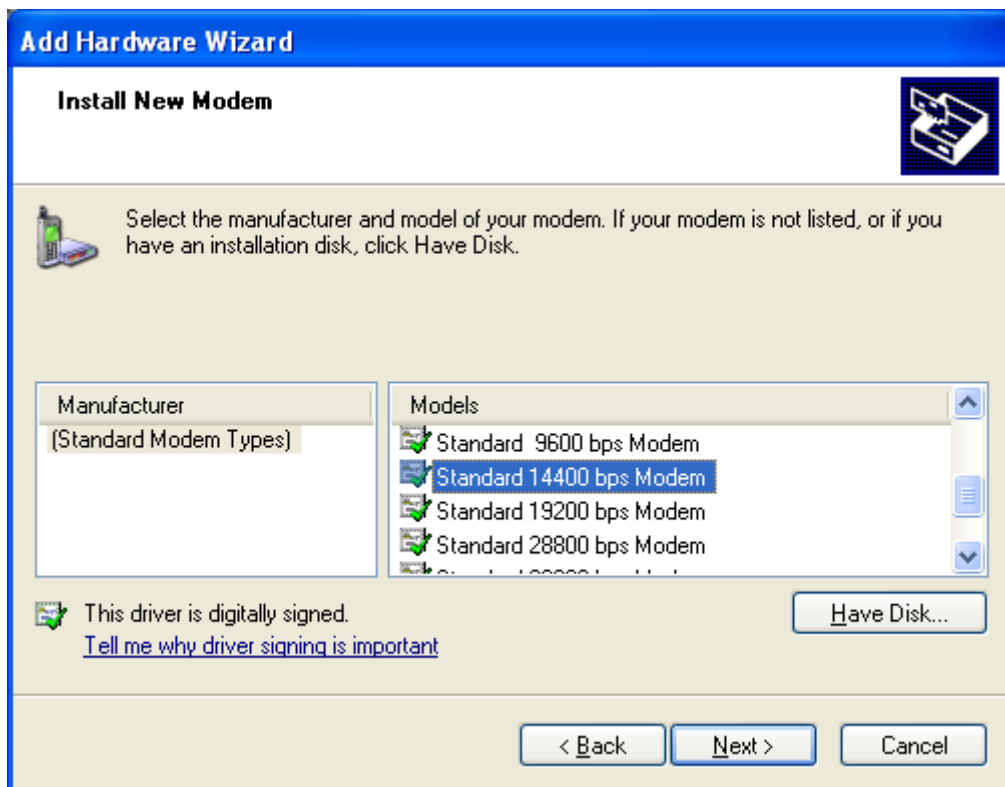 Add Hardware Wizard
Install New Modem
Select the manufacturer and model of your modem. If your modem is not listed, or if you
have an installation disk, click Have Disk.
Manufacturer
(Standard Modem Types)
Models
Standard  9600 bps Modem
Standard 14400 bps Modem
Standard 19200 bps Modem
Standard 28800 bps Modem
This driver is digitally signed.
Tell me why driver signing is important
Have Disk...
< Back
Next >
Cancel